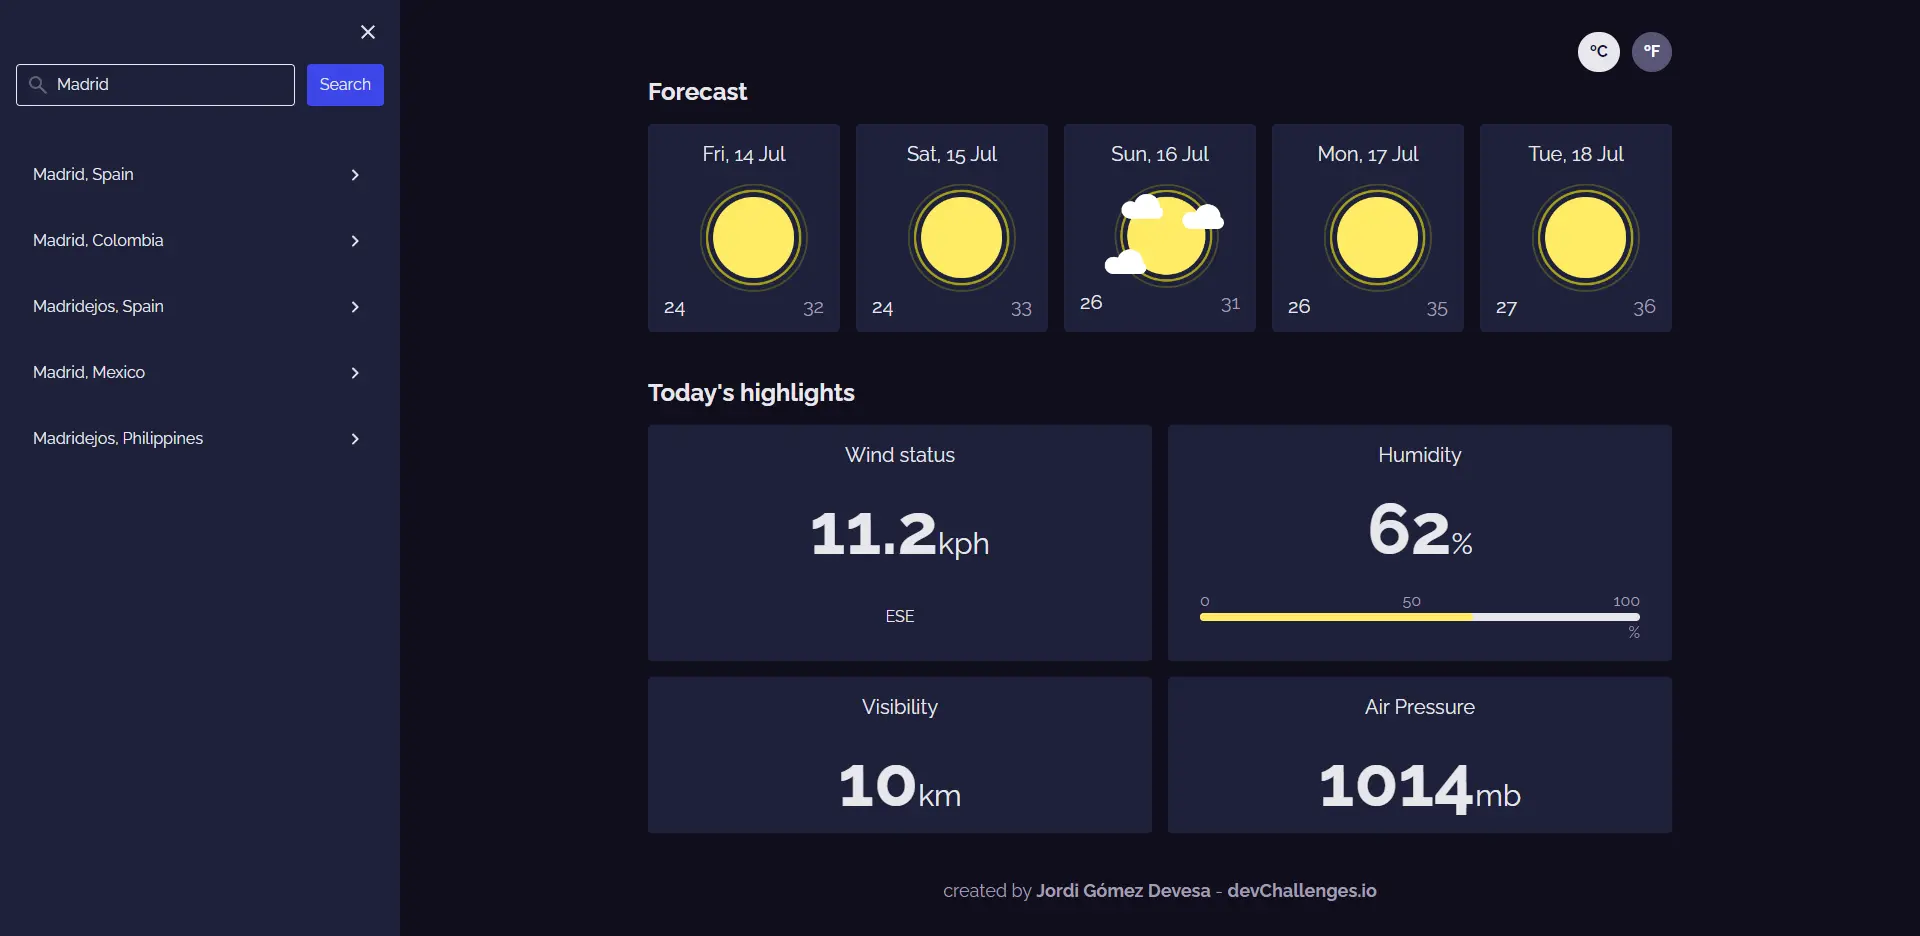 Madrid
Search
Madrid, Spain
Madrid, Colombia
Madridejos, Spain
Madrid, Mexico
Madridejos, Philippines
ºC ºF
Forecast
Fri, 14 Jul
24 32
Sat, 15 Jul
24 33
Sun, 16 Jul
26 31
Mon, 17 Jul
26 35
Tue, 18 Jul
27 36
Today's highlights
Wind status
11.2kph
ESE
Humidity
62%
0 50 100
%
Visibility
10km
Air Pressure
1014mb
created by Jordi Gómez Devesa - devChallenges.io